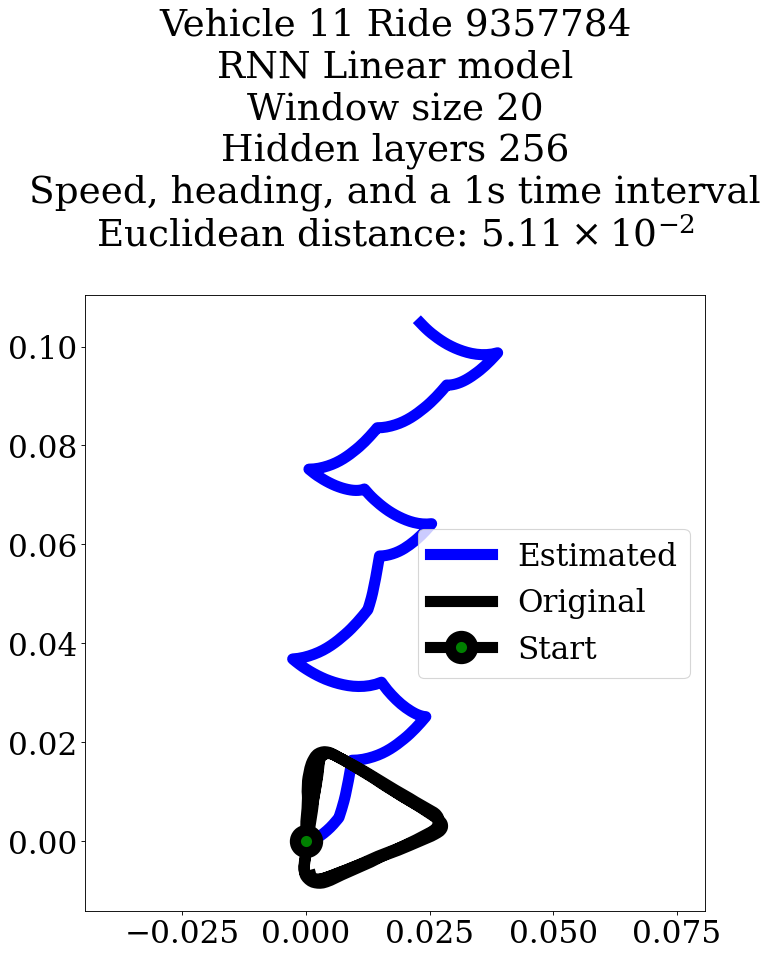 Vehicle 11 Ride 9357784
RNN Linear model
Window size 20
Hidden layers 256
Speed, heading, and a 1s time interval
Euclidean distance: 5.11 × 10⁻²
0.10
0.08
0.06
0.04
0.02
0.00
Estimated
Original
Start
−0.025 0.000 0.025 0.050 0.075